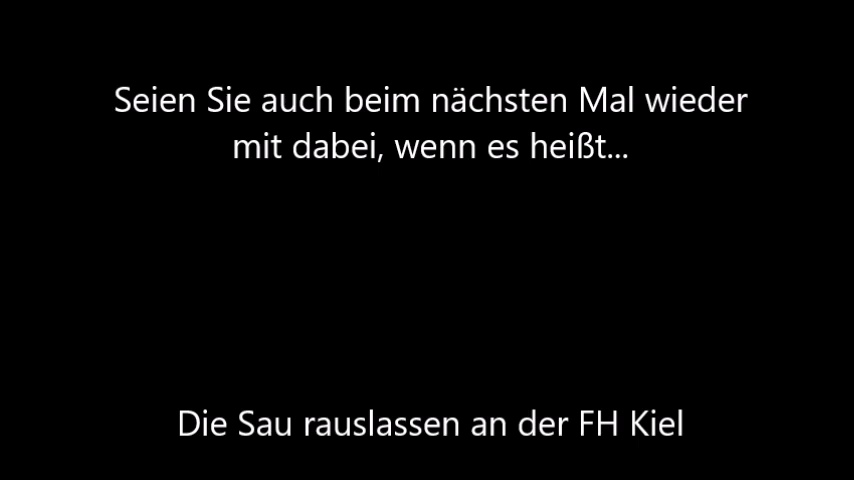 Seien Sie auch beim nächsten Mal wieder
mit dabei, wenn es heißt...
Die Sau rauslassen an der FH Kiel